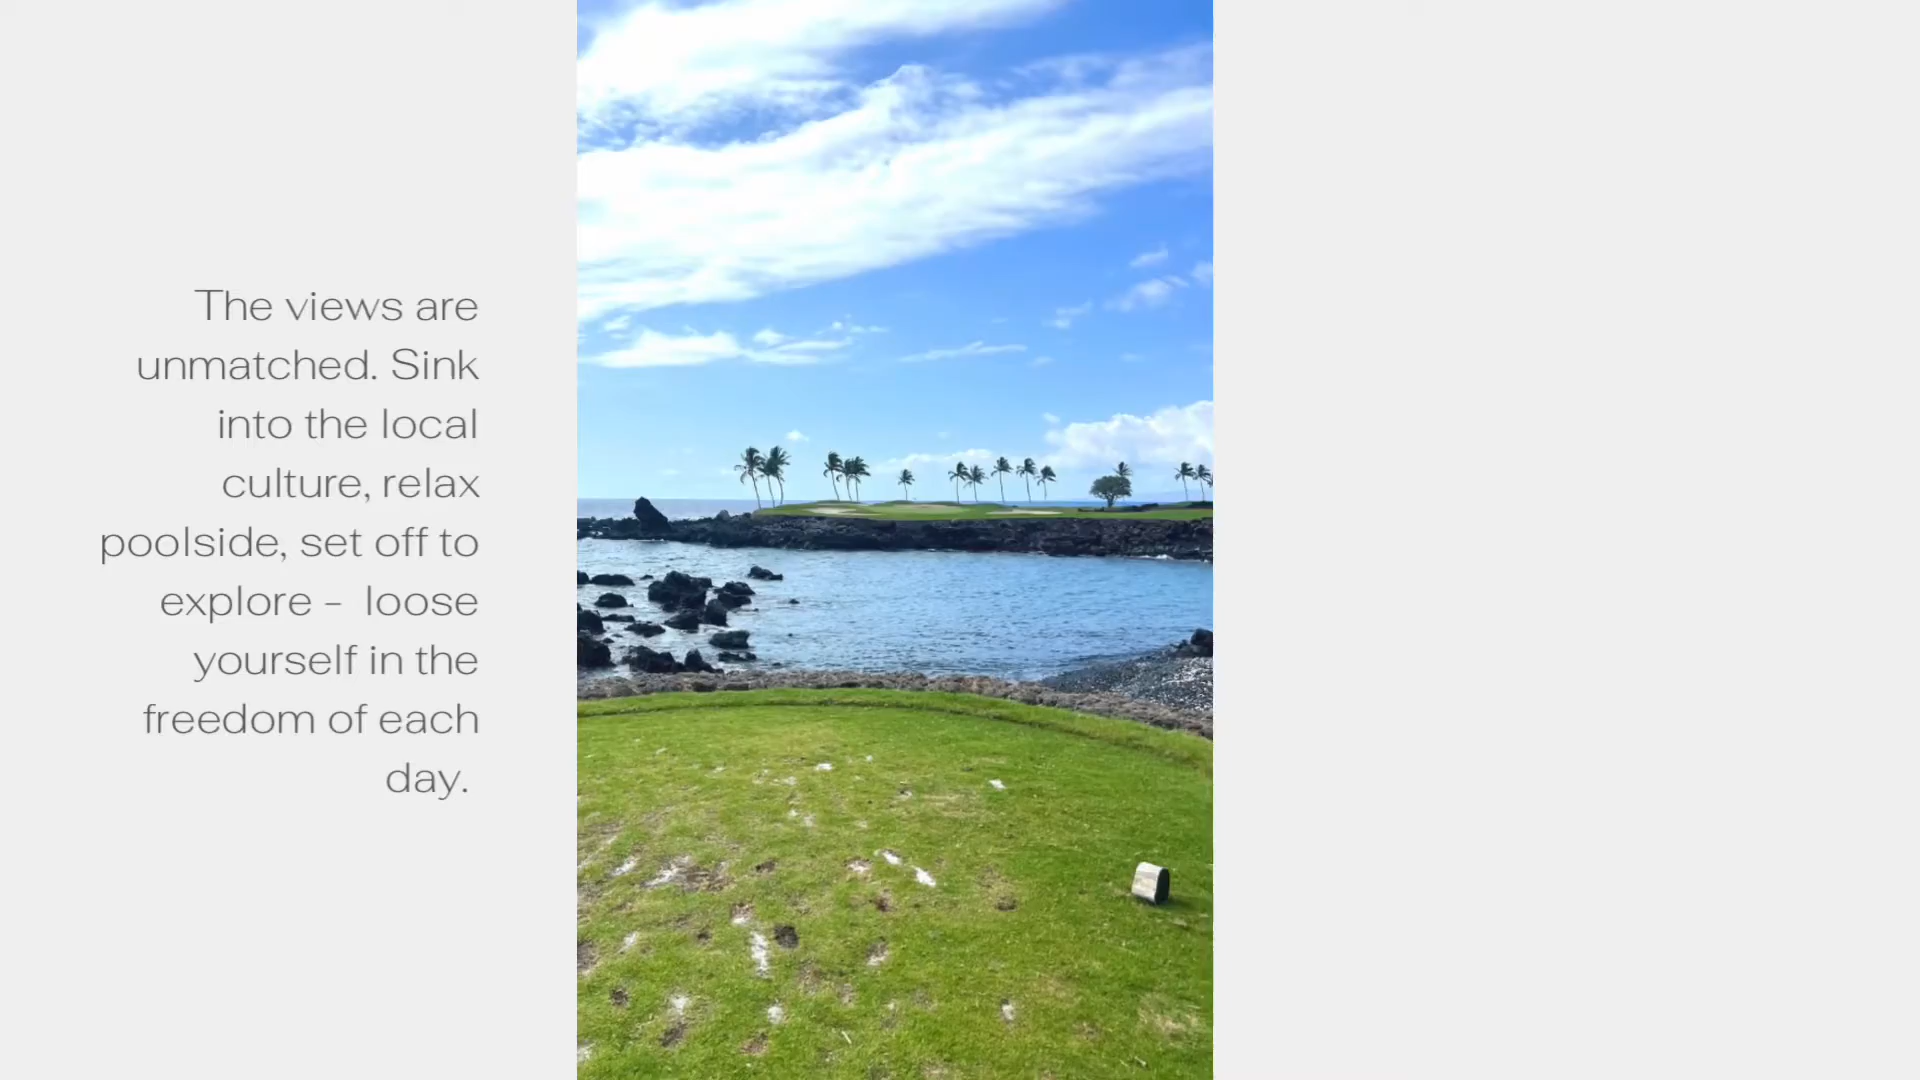 The views are
unmatched. Sink
into the local
culture, relax
poolside, set off to
explore -  loose
yourself in the
freedom of each
day.